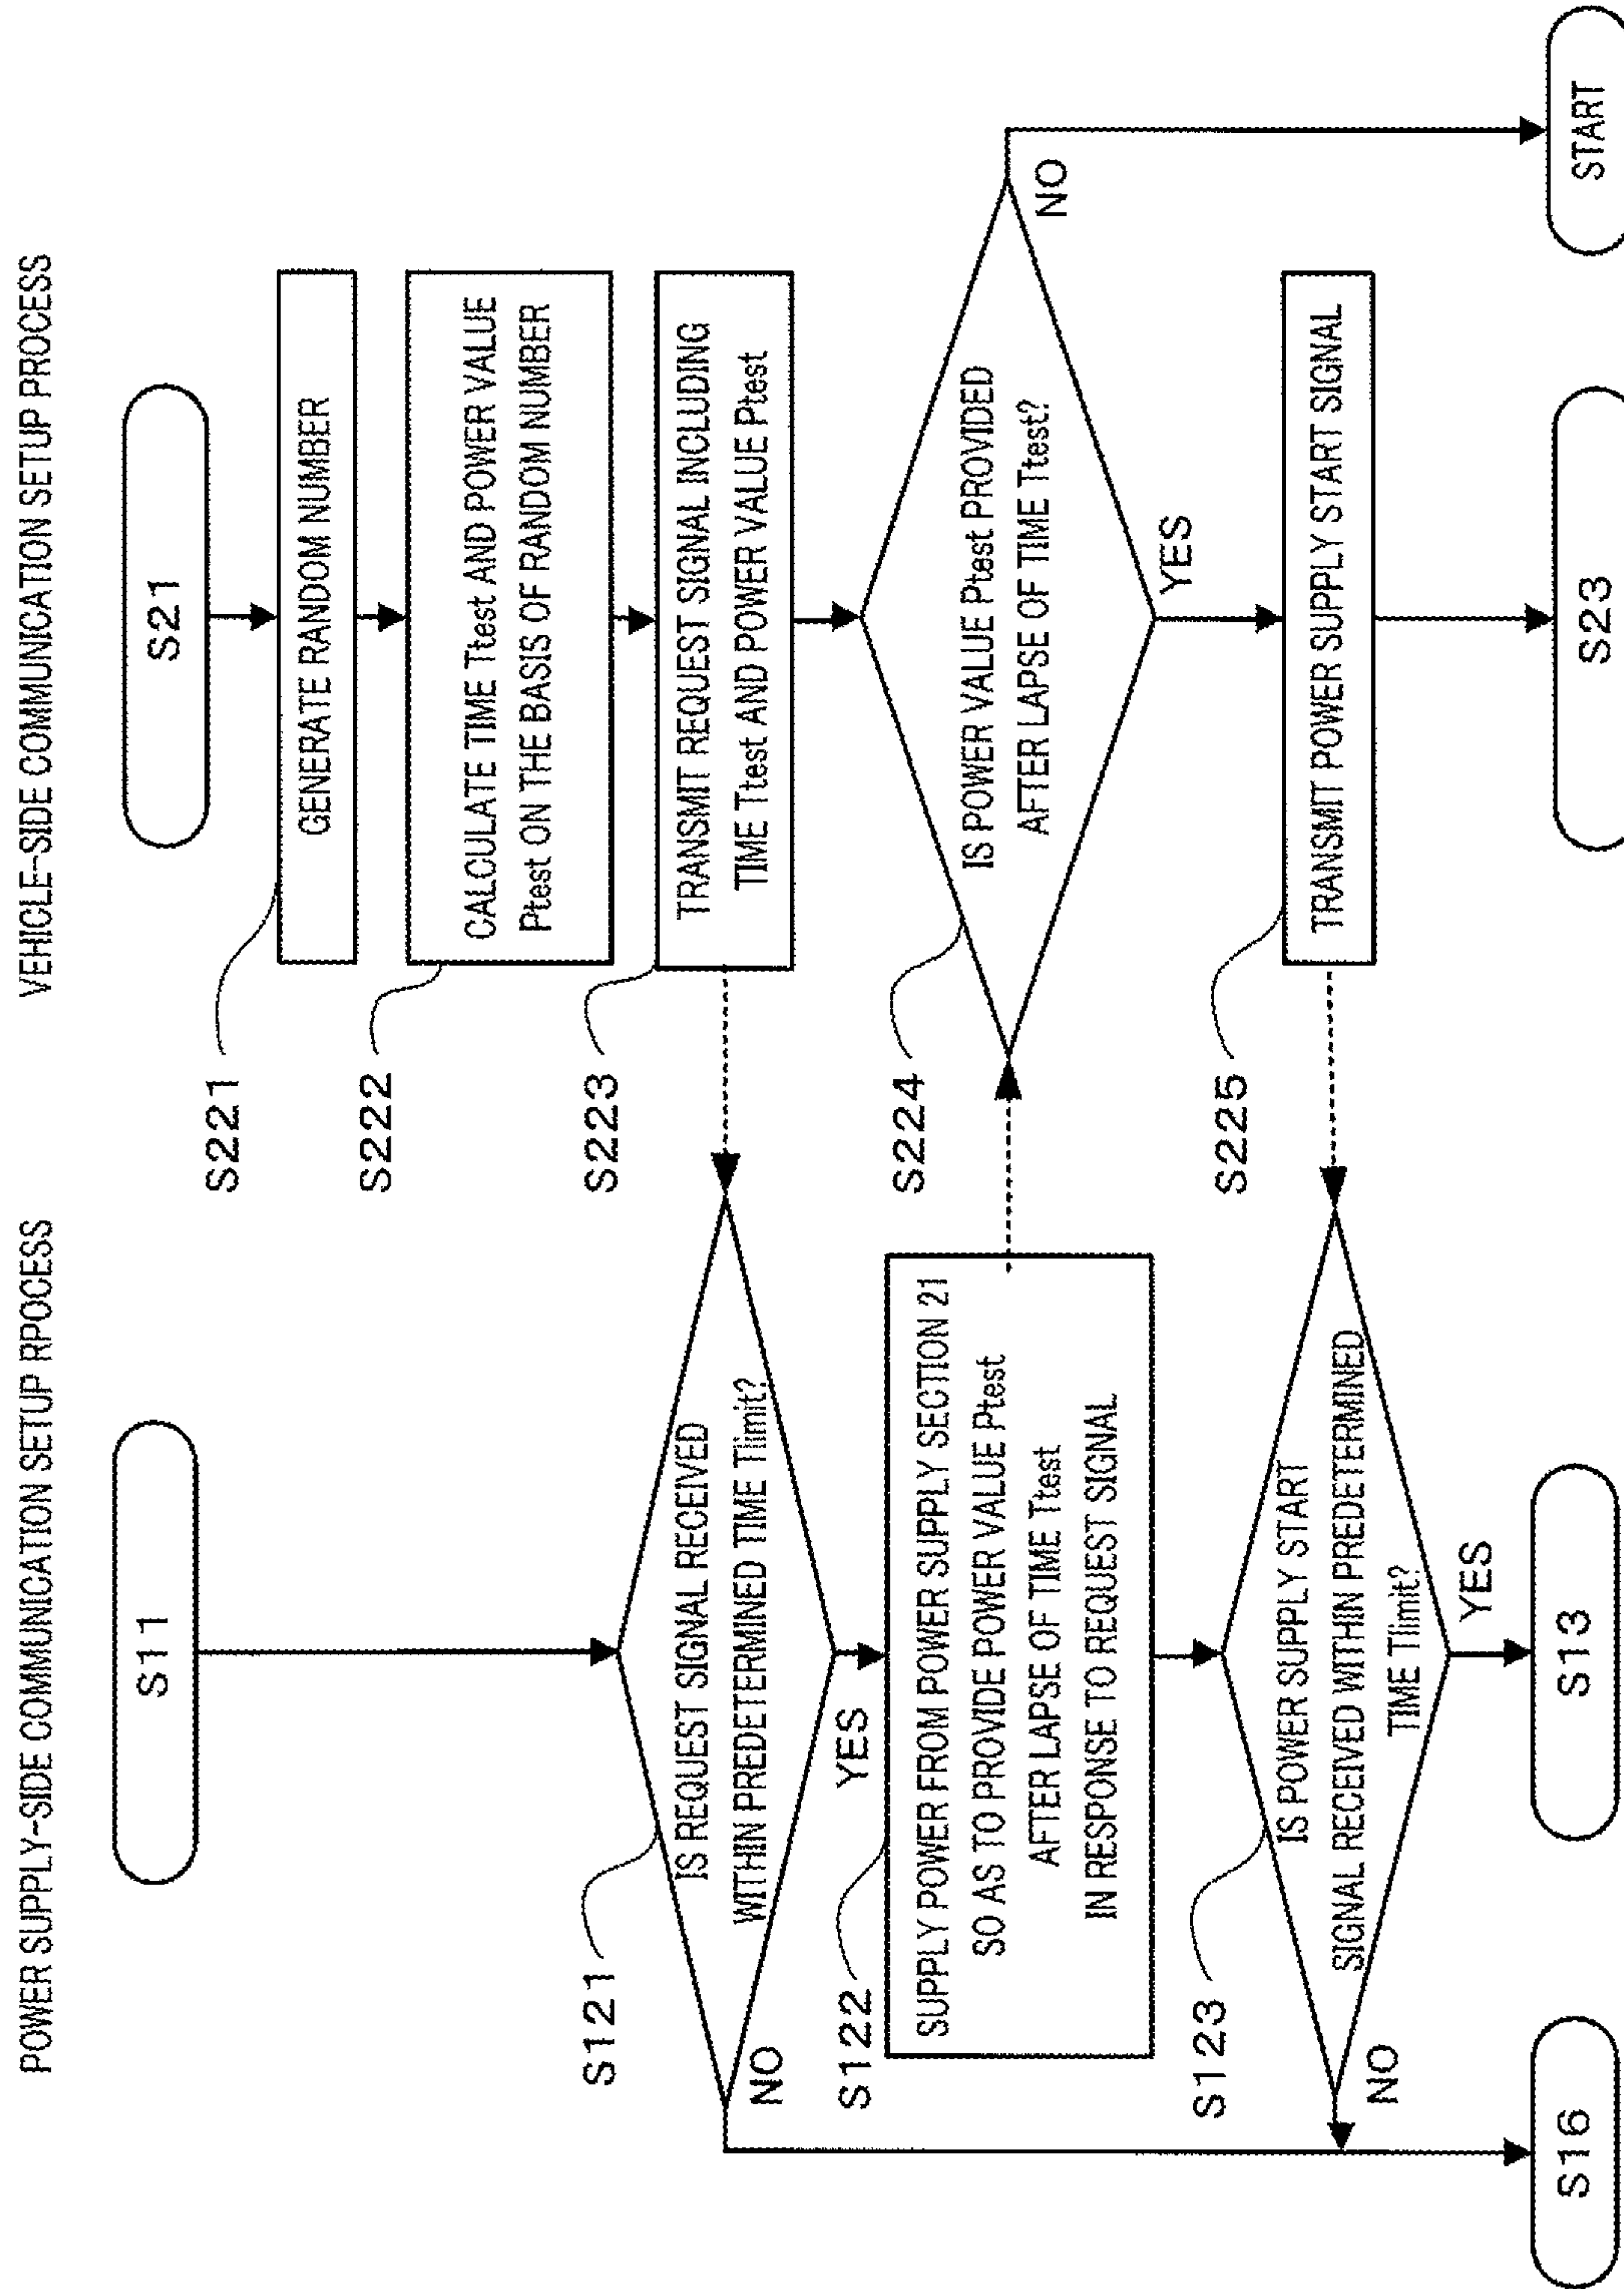 POWER SUPPLY-SIDE COMMUNICATION SETUP RPOCESS
S11
S121
IS REQUEST SIGNAL RECEIVED
WITHIN PREDETERMINED TIME Tlimit?
NO
YES
S122
SUPPLY POWER FROM POWER SUPPLY SECTION 21
SO AS TO PROVIDE POWER VALUE Ptest
AFTER LAPSE OF TIME Ttest
IN RESPONSE TO REQUEST SIGNAL
S123
IS POWER SUPPLY START
SIGNAL RECEIVED WITHIN PREDETERMINED
TIME Tlimit?
NO
YES
S16
S13
VEHICLE-SIDE COMMUNICATION SETUP PROCESS
S21
S221
GENERATE RANDOM NUMBER
S222
CALCULATE TIME Ttest AND POWER VALUE
Ptest ON THE BASIS OF RANDOM NUMBER
S223
TRANSMIT REQUEST SIGNAL INCLUDING
TIME Ttest AND POWER VALUE Ptest
S224
IS POWER VALUE Ptest PROVIDED
AFTER LAPSE OF TIME Ttest?
NO
YES
S225
TRANSMIT POWER SUPPLY START SIGNAL
S23
START